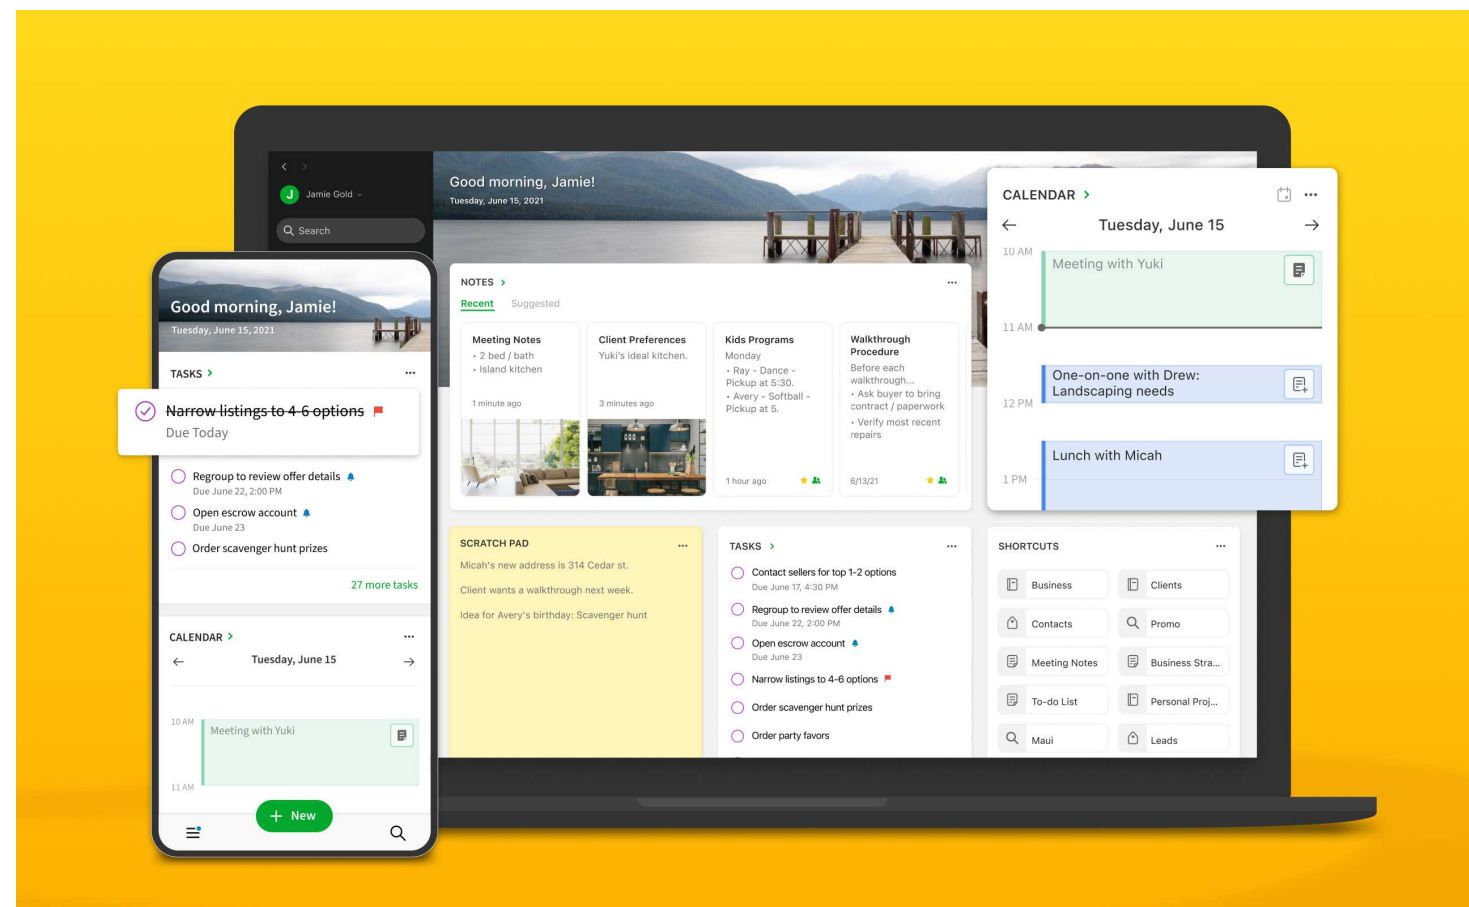 J
Jamie Gold
Search
Good morning, Jamie!
Tuesday, June 15, 2021
NOTES
Recent Suggested
Meeting Notes
• 2 bed / bath
• Island kitchen
1 minute ago
Client Preferences
Yuki's ideal kitchen.
3 minutes ago
Kids Programs
Monday
• Ray - Dance -
Pickup at 5:30.
• Avery - Softball -
Pickup at 5.
1 hour ago
Walkthrough
Procedure
Before each
walkthrough...
• Ask buyer to bring
contract / paperwork
• Verify most recent
repairs
6/13/21
CALENDAR
Tuesday, June 15
10 AM
Meeting with Yuki
11 AM
One-on-one with Drew:
Landscaping needs
12 PM
Lunch with Micah
1 PM
SCRATCH PAD
Micah's new address is 314 Cedar st.
Client wants a walkthrough next week.
Idea for Avery's birthday: Scavenger hunt
TASKS
Contact sellers for top 1-2 options
Due June 17, 4:30 PM
Regroup to review offer details
Due June 22, 2:00 PM
Open escrow account
Due June 23
Narrow listings to 4-6 options
Order scavenger hunt prizes
Order party favors
SHORTCUTS
Business
Clients
Contacts
Promo
Meeting Notes
Business Stra...
To-do List
Personal Proj...
Maui
Leads
Good morning, Jamie!
Tuesday, June 15, 2021
TASKS
Narrow listings to 4-6 options
Due Today
Regroup to review offer details
Due June 22, 2:00 PM
Open escrow account
Due June 23
Order scavenger hunt prizes
27 more tasks
CALENDAR
Tuesday, June 15
10 AM
Meeting with Yuki
11 AM
+ New